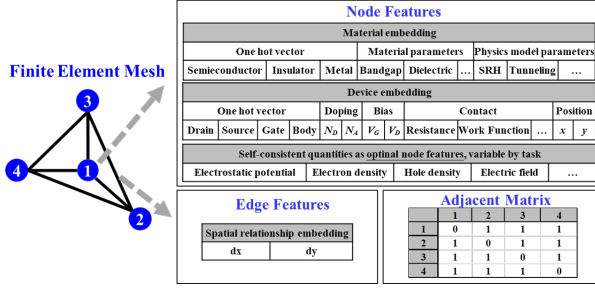 Node Features
Material embedding
One hot vector Material parameters Physics model parameters
Semiconductor Insulator Metal Bandgap Dielectric ... SRH Tunneling ...
Device embedding
One hot vector Doping Bias Contact Position
Drain Source Gate Body N_D N_A V_G V_D Resistance Work Function ... x y
Self-consistent quantities as optinal node features, variable by task
Electrostatic potential Electron density Hole density Electric field ...
Finite Element Mesh
3
4
1
2
Edge Features
Spatial relationship embedding
dx dy
Adjacent Matrix
1 2 3 4
1 0 1 1 1
2 1 0 1 1
3 1 1 0 1
4 1 1 1 0